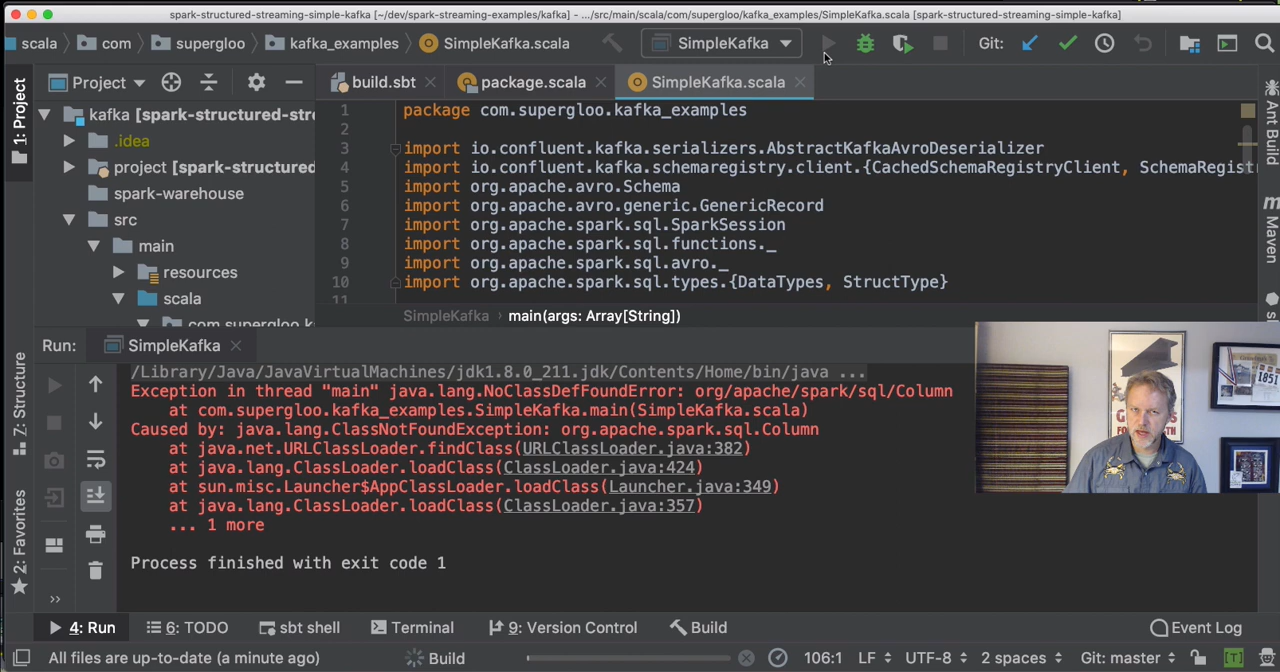 spark-structured-streaming-simple-kafka [~/dev/spark-streaming-examples/kafka] - .../src/main/scala/com/supergloo/kafka_examples/SimpleKafka.scala [spark-structured-streaming-simple-kafka]
scala com supergloo kafka_examples SimpleKafka.scala SimpleKafka Git:
Project build.sbt package.scala SimpleKafka.scala
1: Project
kafka [spark-structured-stre
.idea
project [spark-structured
spark-warehouse
src
main
resources
scala
com.supergloo.k
1 package com.supergloo.kafka_examples
2
3 import io.confluent.kafka.serializers.AbstractKafkaAvroDeserializer
4 import io.confluent.kafka.schemaregistry.client.{CachedSchemaRegistryClient, SchemaRegist
5 import org.apache.avro.Schema
6 import org.apache.avro.generic.GenericRecord
7 import org.apache.spark.sql.SparkSession
8 import org.apache.spark.sql.functions._
9 import org.apache.spark.sql.avro._
10 import org.apache.spark.sql.types.{DataTypes, StructType}
11
SimpleKafka › main(args: Array[String])
Ant Build
m Maven
Run: SimpleKafka
/Library/Java/JavaVirtualMachines/jdk1.8.0_211.jdk/Contents/Home/bin/java ...
Exception in thread "main" java.lang.NoClassDefFoundError: org/apache/spark/sql/Column
at com.supergloo.kafka_examples.SimpleKafka.main(SimpleKafka.scala)
Caused by: java.lang.ClassNotFoundException: org.apache.spark.sql.Column
at java.net.URLClassLoader.findClass(URLClassLoader.java:382)
at java.lang.ClassLoader.loadClass(ClassLoader.java:424)
at sun.misc.Launcher$AppClassLoader.loadClass(Launcher.java:349)
at java.lang.ClassLoader.loadClass(ClassLoader.java:357)
... 1 more
Process finished with exit code 1
Z: Structure
2: Favorites
1851
4: Run 6: TODO sbt shell Terminal 9: Version Control Build Event Log
All files are up-to-date (a minute ago) Build 106:1 LF UTF-8 2 spaces Git: master [T]